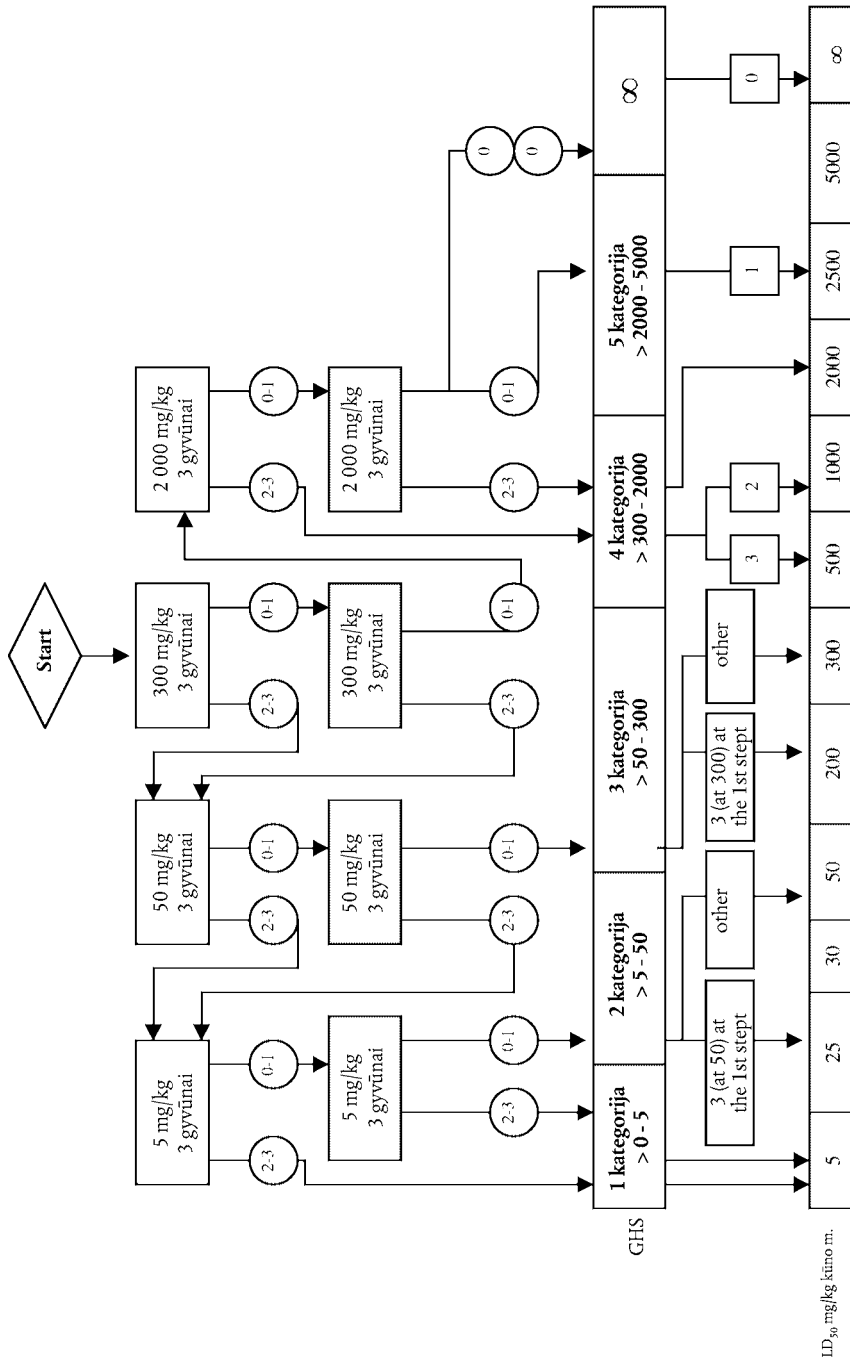 Start
5 mg/kg
3 gyvūnai
50 mg/kg
3 gyvūnai
300 mg/kg
3 gyvūnai
2 000 mg/kg
3 gyvūnai
2-3
0-1
2-3
0-1
2-3
0-1
2-3
0-1
5 mg/kg
3 gyvūnai
50 mg/kg
3 gyvūnai
300 mg/kg
3 gyvūnai
2 000 mg/kg
3 gyvūnai
2-3
0-1
2-3
0-1
2-3
0-1
2-3
0-1
0
0
GHS
1 kategorija
> 0 - 5
2 kategorija
> 5 - 50
3 kategorija
> 50 - 300
4 kategorija
> 300 - 2000
5 kategorija
> 2000 - 5000
∞
3 (at 50) at
the 1st stept
other
3 (at 300) at
the 1st stept
other
3
2
1
0
LD50 mg/kg kūno m.
5
25
30
50
200
300
500
1000
2000
2500
5000
∞